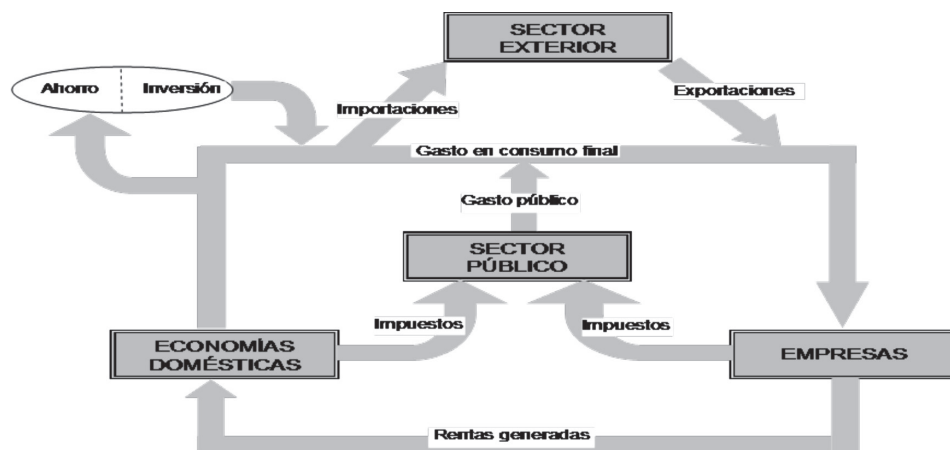 SECTOR
EXTERIOR
Ahorro
Inversión
Importaciones
Exportaciones
Gasto en consumo final
Gasto público
SECTOR
PÚBLICO
Impuestos
Impuestos
ECONOMÍAS
DOMÉSTICAS
EMPRESAS
Rentas generadas